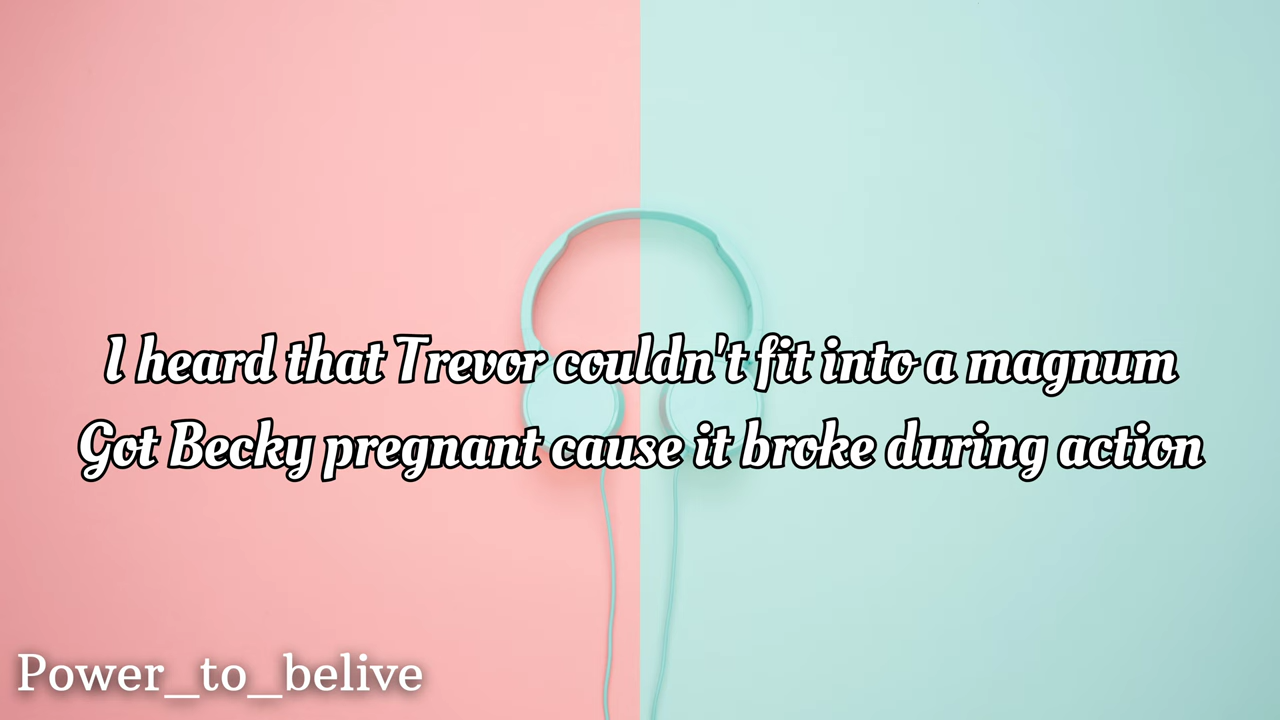 I heard that Trevor couldn't fit into a magnum
Got Becky pregnant cause it broke during action
Power_to_belive